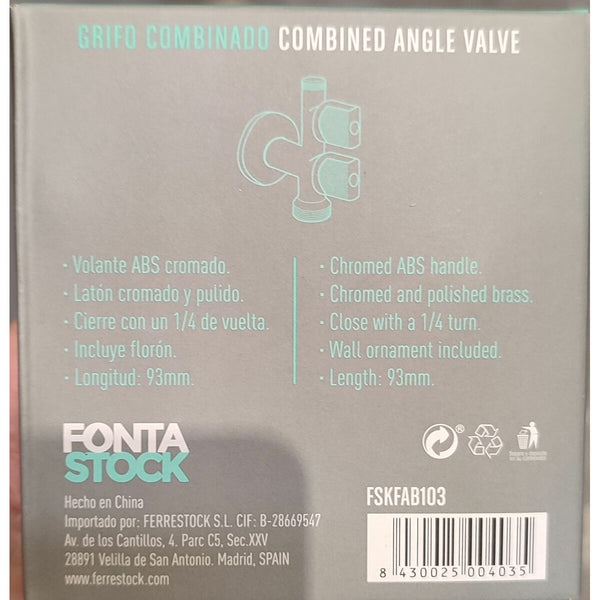 GRIFO COMBINADO COMBINED ANGLE VALVE
· Volante ABS cromado.
· Latón cromado y pulido.
· Cierre con un 1/4 de vuelta.
· Incluye florón.
· Longitud: 93mm.
· Chromed ABS handle.
· Chromed and polished brass.
· Close with a 1/4 turn.
· Wall ornament included.
· Length: 93mm.
FONTA
STOCK
®
Hecho en China
Importado por: FERRESTOCK S.L. CIF: B-28669547
Av. de los Cantillos, 4. Parc C5, Sec.XXV
28891 Velilla de San Antonio. Madrid, SPAIN
www.ferrestock.com
FSKFAB103
8 430025 004035